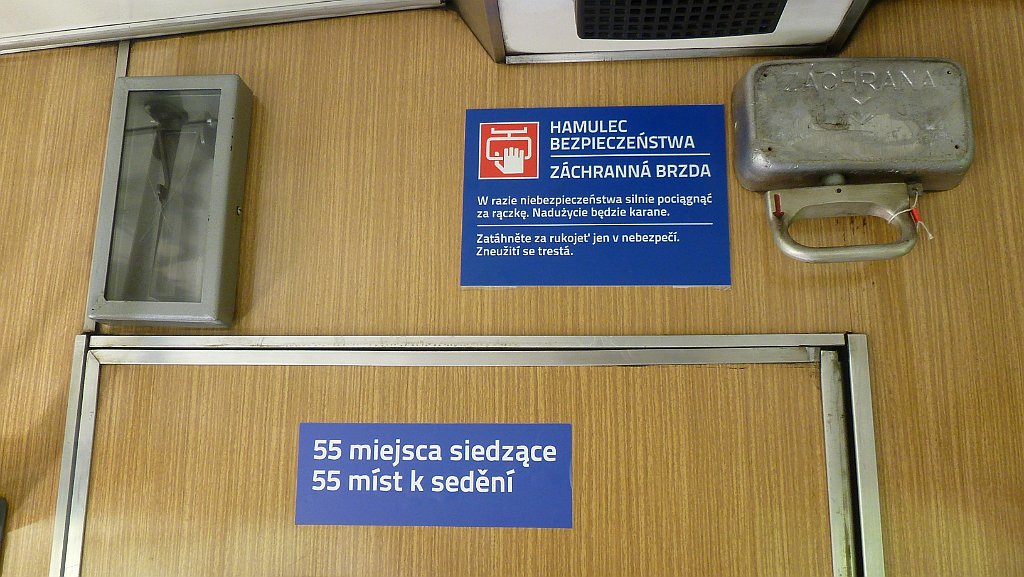 HAMULEC
BEZPIECZEŃSTWA
ZÁCHRANNÁ BRZDA
W razie niebezpieczeństwa silnie pociągnąć
za rączkę. Nadużycie będzie karane.
Zatáhněte za rukojeť jen v nebezpečí.
Zneužití se trestá.
ZÁCHRANA
55 miejsca siedzące
55 míst k sedění